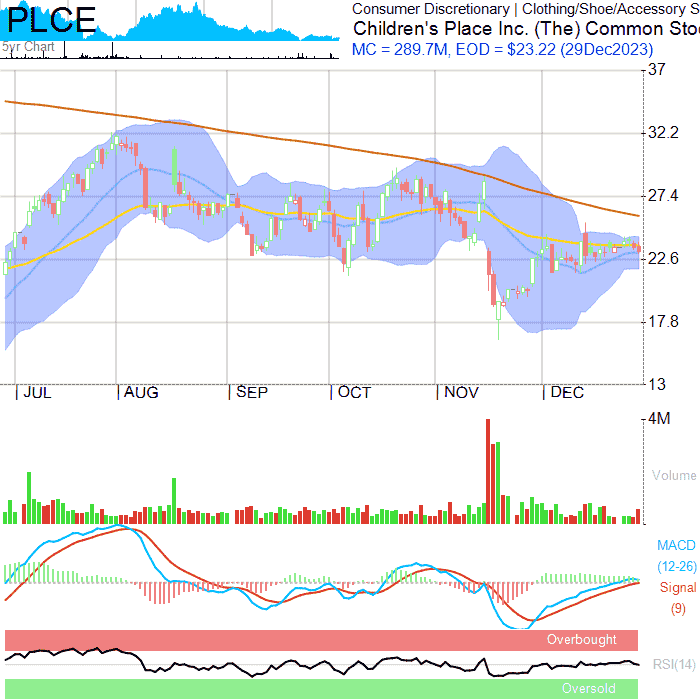 PLCE
Consumer Discretionary | Clothing/Shoe/Accessory S
Children's Place Inc. (The) Common Sto
MC = 289.7M, EOD = $23.22 (29Dec2023)
5yr Chart
37
32.2
27.4
22.6
17.8
13
JUL AUG SEP OCT NOV DEC
4M
Volume
MACD
(12-26)
Signal
(9)
Overbought
RSI(14)
Oversold